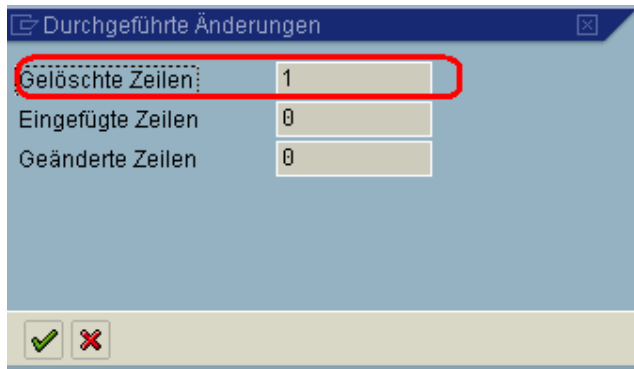 Durchgeführte Änderungen
Gelöschte Zeilen 1
Eingefügte Zeilen 0
Geänderte Zeilen 0